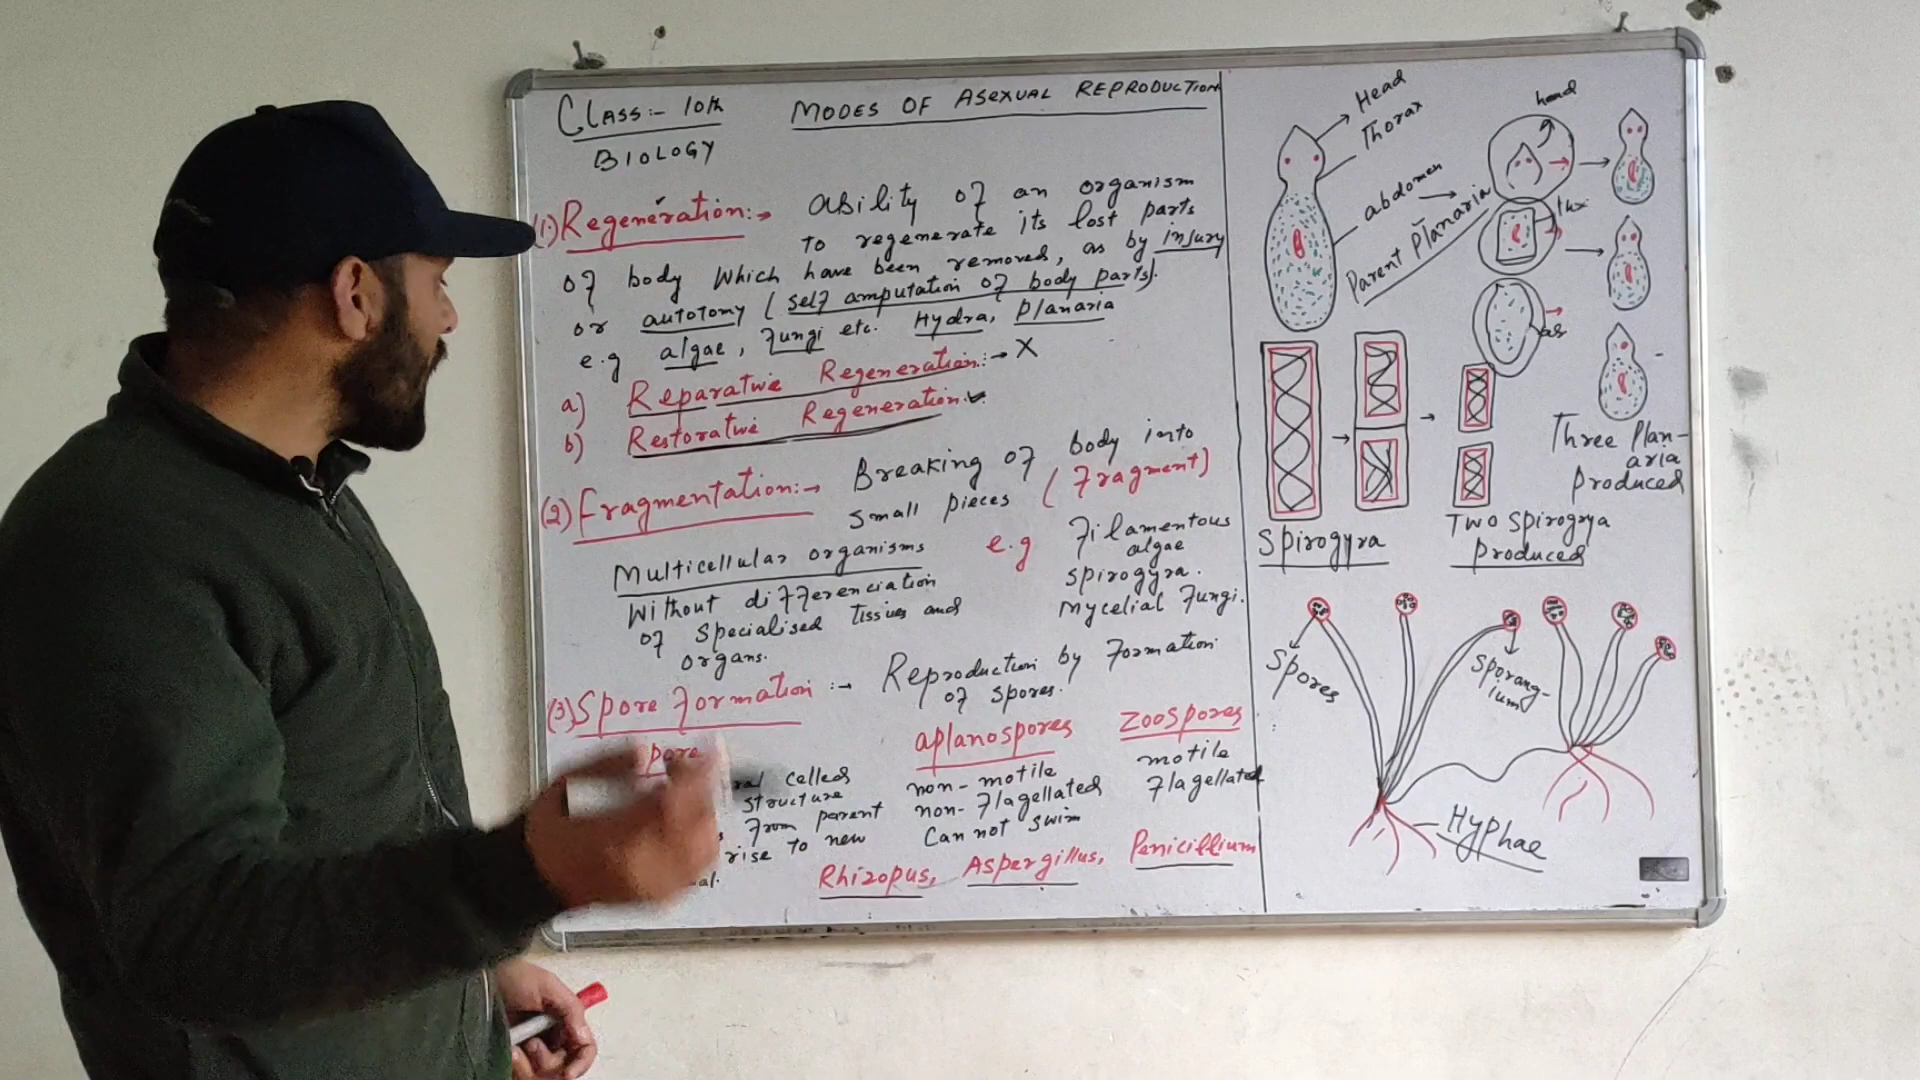 CLASS:- 10th
BIOLOGY
MODES OF ASEXUAL REPRODUCTION
(1) Regeneration:→ Ability of an organism
to regenerate its lost parts
of body which have been removed, as by injury
or autotomy (self amputation of body parts).
e.g algae, Fungi etc. Hydra, Planaria
a) Reparative Regeneration:→ X
b) Restorative Regeneration
(2) Fragmentation:→ Breaking of body into
small pieces (Fragment)
Multicellular organisms
Without differenciation
of specialised tissues and
organs.
e.g Filamentous
algae
spirogyra.
Mycelial Fungi.
(3) Spore Formation:→ Reproduction by Formation
of spores.
pore
celled
structure
From parent
rise to new
aplanospores
non-motile
non-Flagellated
Can not swim
zoospores
motile
Flagellated
Rhizopus, Aspergillus, Penicillium
Head
Thorax
abdomen
Parent Planaria
head
Three Plan-
aria
Produced
Spirogyra
Two Spirogyra
Produced
Spores
Sporang-
ium
Hyphae